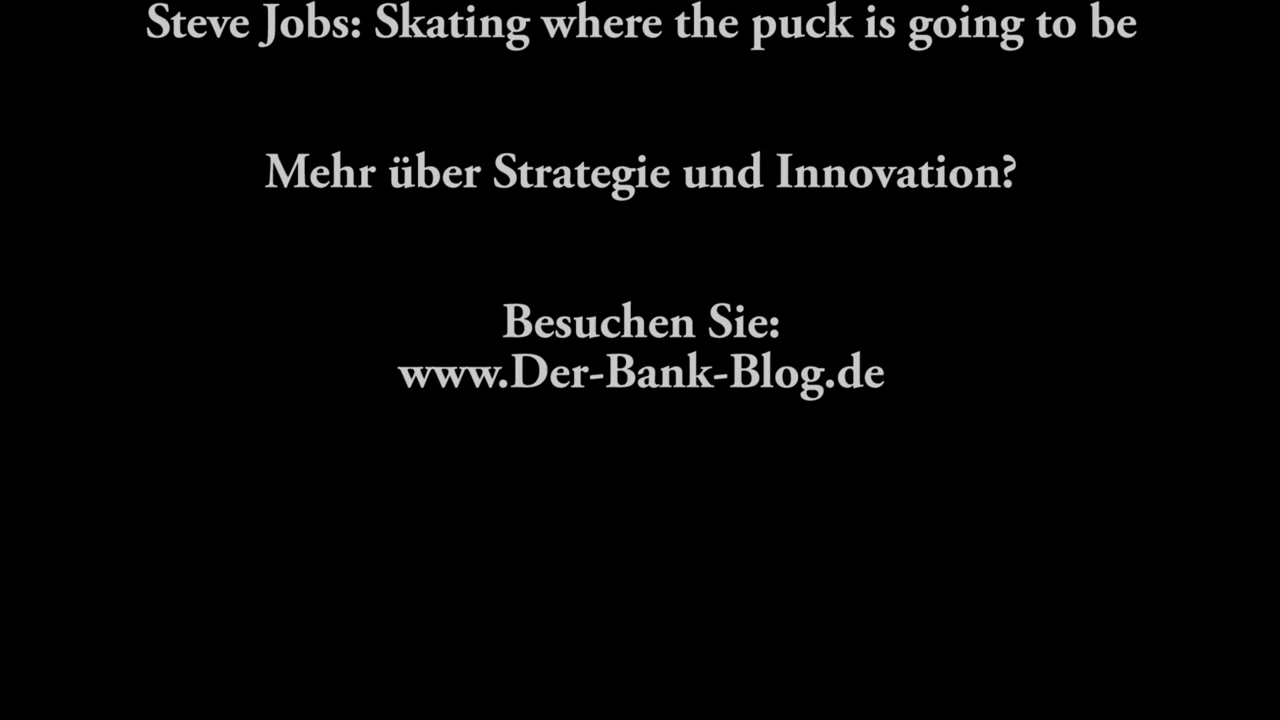 Steve Jobs: Skating where the puck is going to be
Mehr über Strategie und Innovation?
Besuchen Sie:
www.Der-Bank-Blog.de